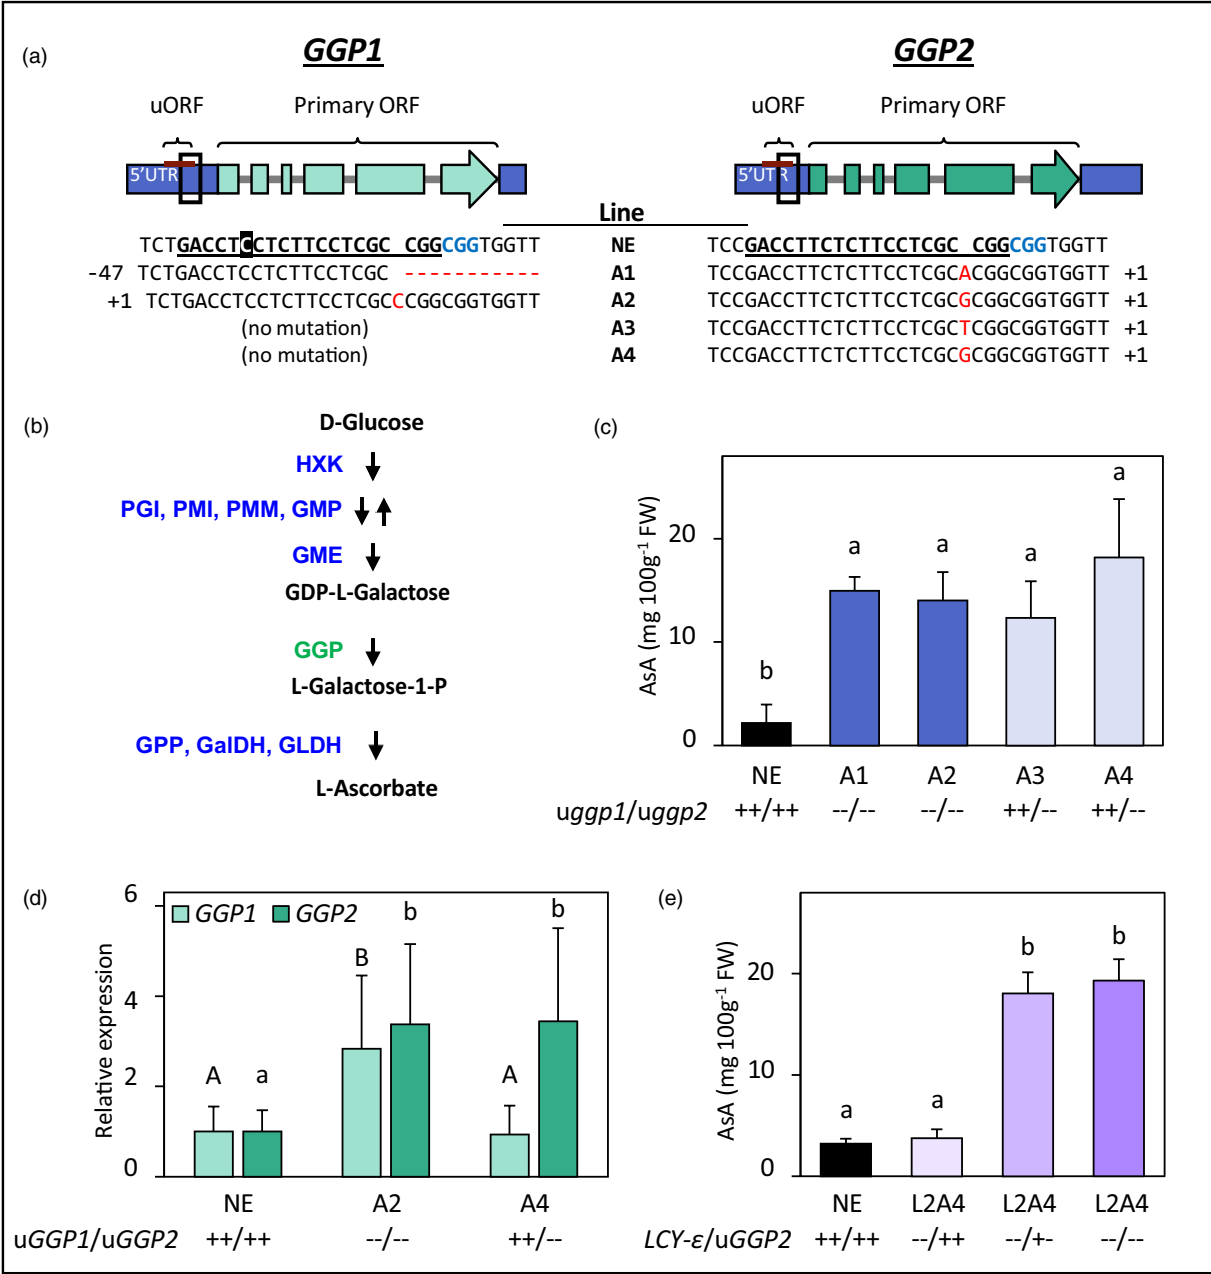 (a)
GGP1
GGP2
uORF
Primary ORF
uORF
Primary ORF
5'UTR
5'UTR
Line
TCTGACCTCCTCTTCCTCGC CGGCGGTGGTT
NE
TCCGACCTTCTCTTCCTCGC CGGCGGTGGTT
-47 TCTGACCTCCTCTTCCTCGC -----------
A1
TCCGACCTTCTCTTCCTCGCACGGCGGTGGTT +1
+1 TCTGACCTCCTCTTCCTCGCCCGGCGGTGGTT
A2
TCCGACCTTCTCTTCCTCGCGCGGCGGTGGTT +1
(no mutation)
A3
TCCGACCTTCTCTTCCTCGCTCGGCGGTGGTT +1
(no mutation)
A4
TCCGACCTTCTCTTCCTCGCGCGGCGGTGGTT +1
(b)
D-Glucose
HXK
PGI, PMI, PMM, GMP
GME
GDP-L-Galactose
GGP
L-Galactose-1-P
GPP, GalDH, GLDH
L-Ascorbate
(c)
AsA (mg 100g-1 FW)
20
10
0
b
a
a
a
a
NE A1 A2 A3 A4
uggp1/uggp2 ++/++ --/-- --/-- ++/-- ++/--
(d)
Relative expression
6
4
2
0
GGP1 GGP2
A
a
B
b
A
b
NE A2 A4
uGGP1/uGGP2 ++/++ --/-- ++/--
(e)
AsA (mg 100g-1 FW)
20
10
0
a
a
b
b
NE L2A4 L2A4 L2A4
LCY-ε/uGGP2 ++/++ --/++ --/+- --/--